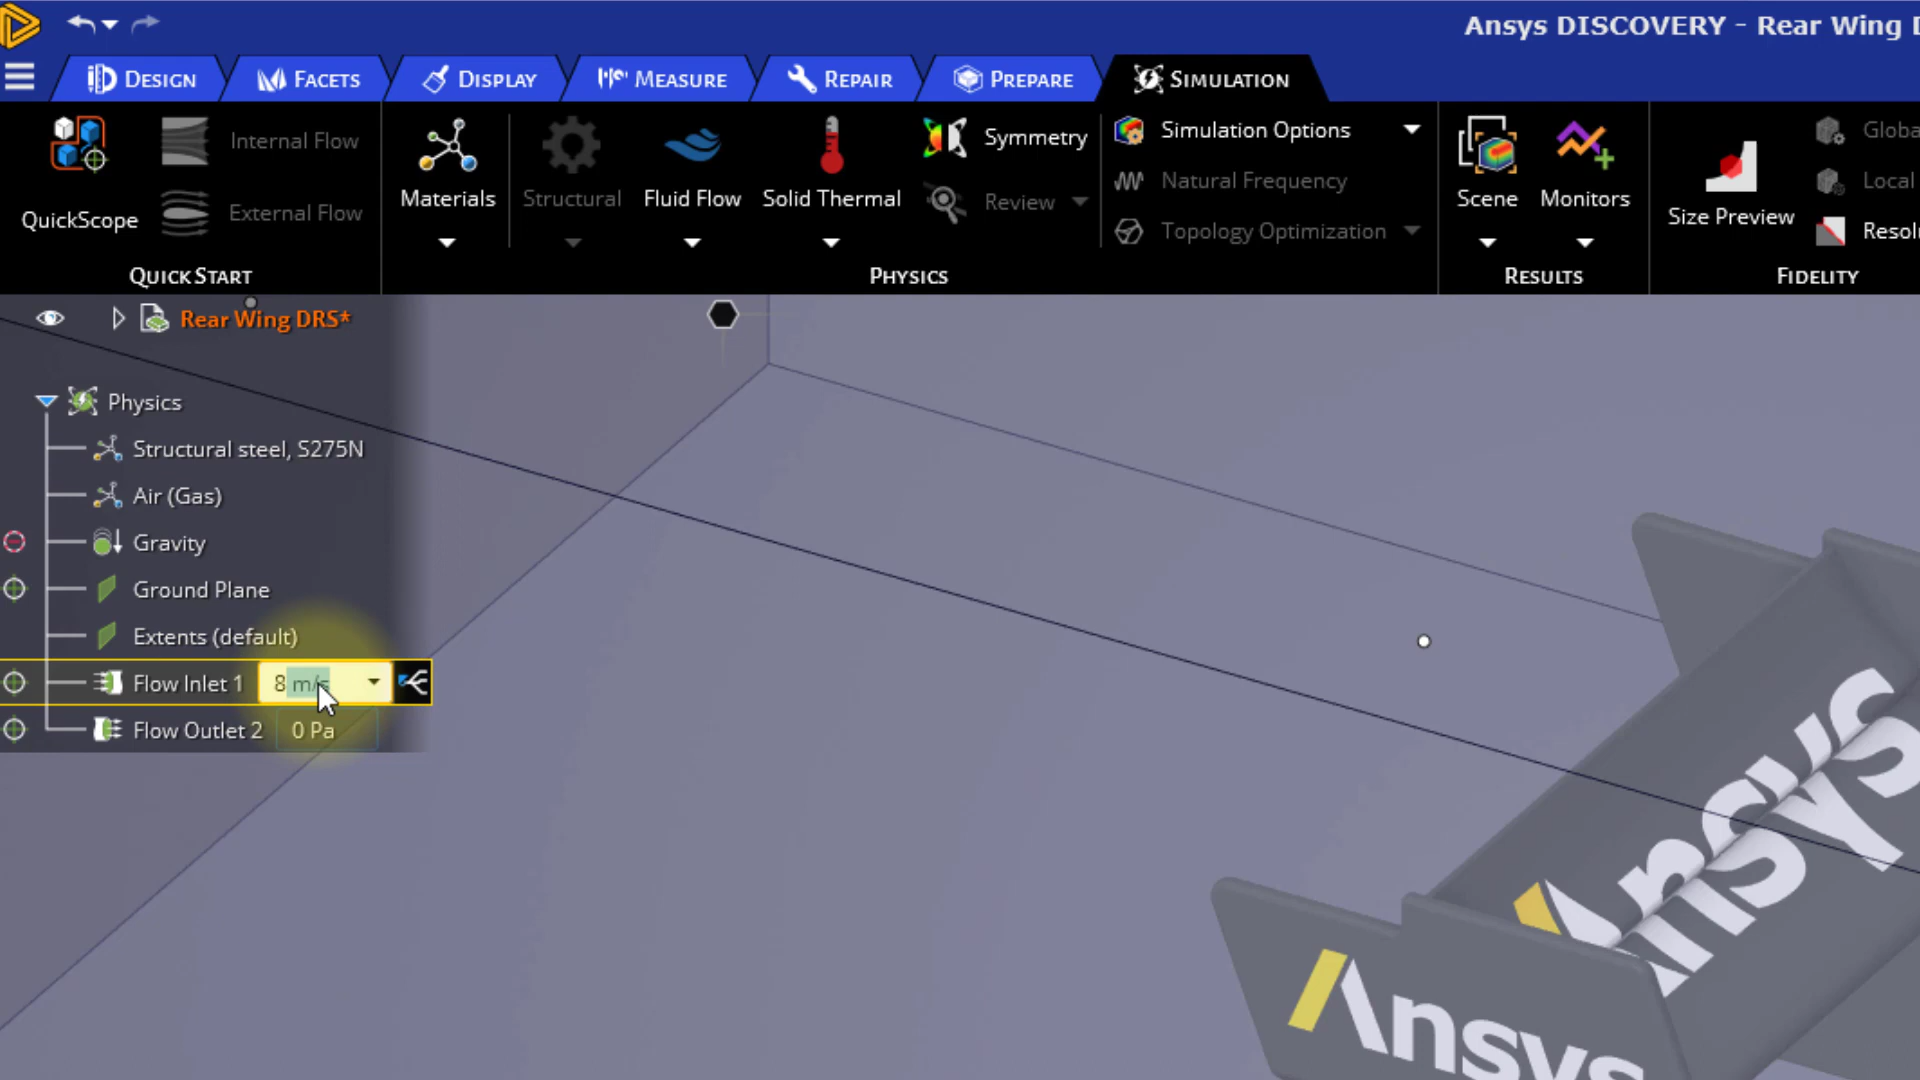 Ansys DISCOVERY - Rear Wing D
DESIGN
FACETS
DISPLAY
MEASURE
REPAIR
PREPARE
SIMULATION
QuickScope
Internal Flow
External Flow
QUICK START
Materials
Structural
Fluid Flow
Solid Thermal
Symmetry
Review
Simulation Options
Natural Frequency
Topology Optimization
PHYSICS
Scene
Monitors
RESULTS
Size Preview
Globa
Local
Resolu
FIDELITY
Rear Wing DRS*
Physics
Structural steel, S275N
Air (Gas)
Gravity
Ground Plane
Extents (default)
Flow Inlet 1 8 m/s
Flow Outlet 2 0 Pa
Ansys
Ansys